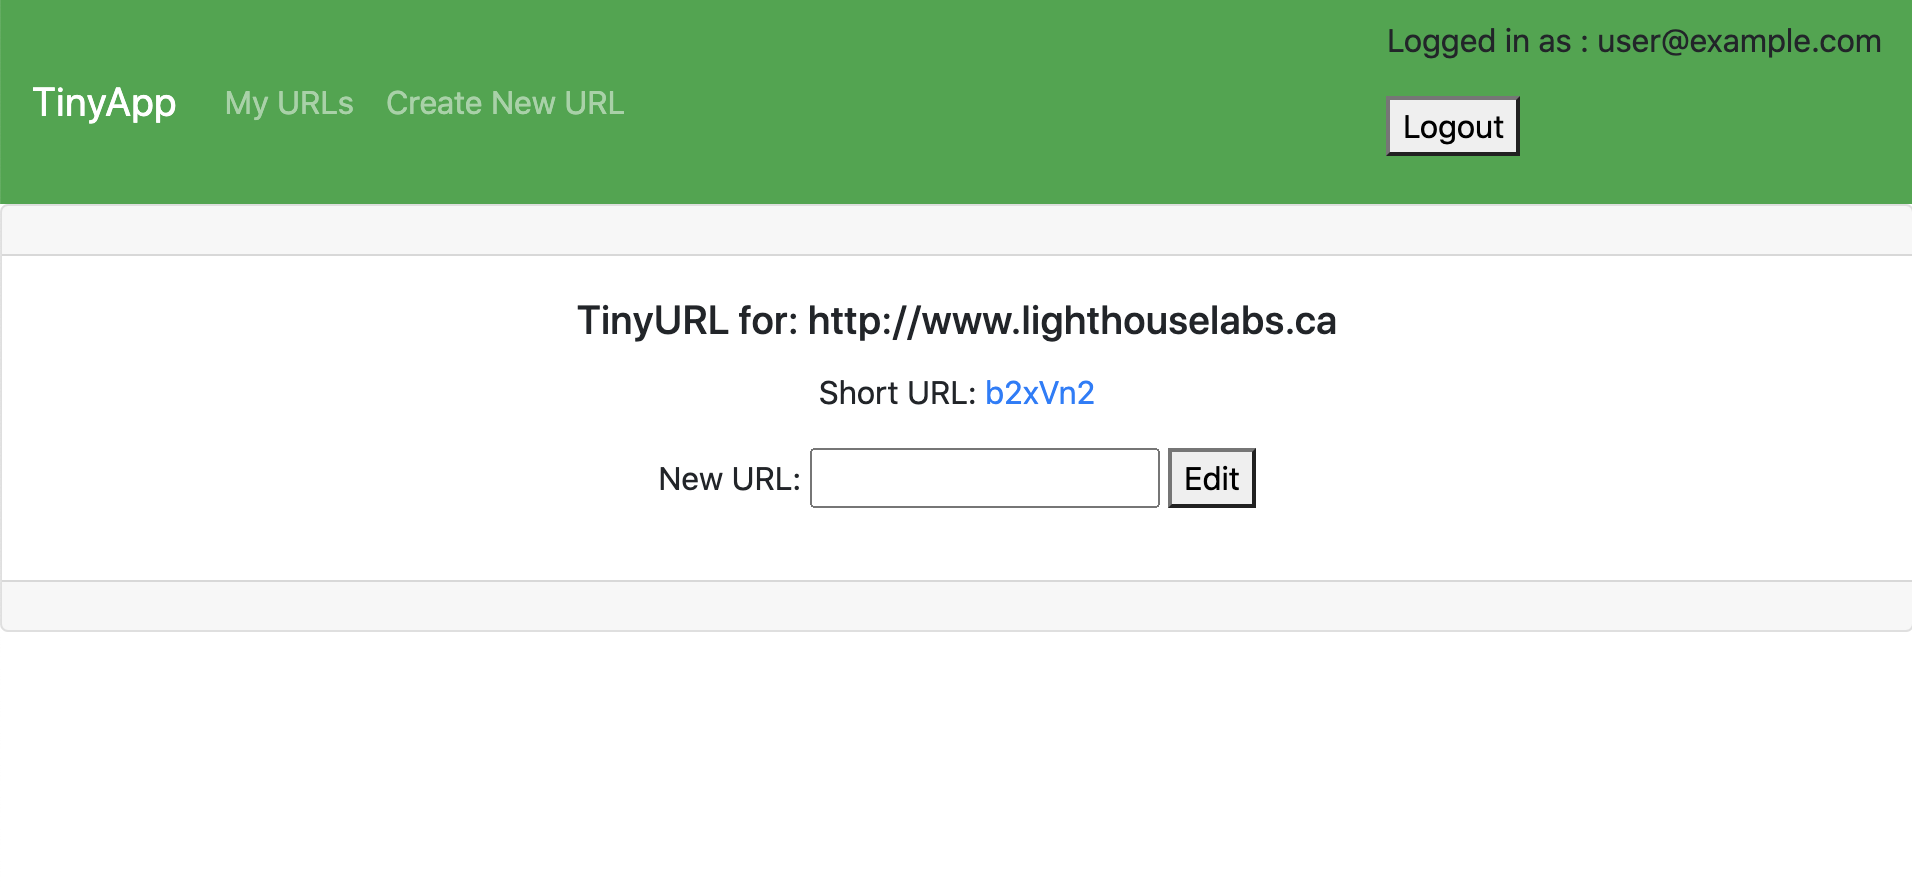 Logged in as : user@example.com
TinyApp My URLs Create New URL
Logout
TinyURL for: http://www.lighthouselabs.ca
Short URL: b2xVn2
New URL: Edit